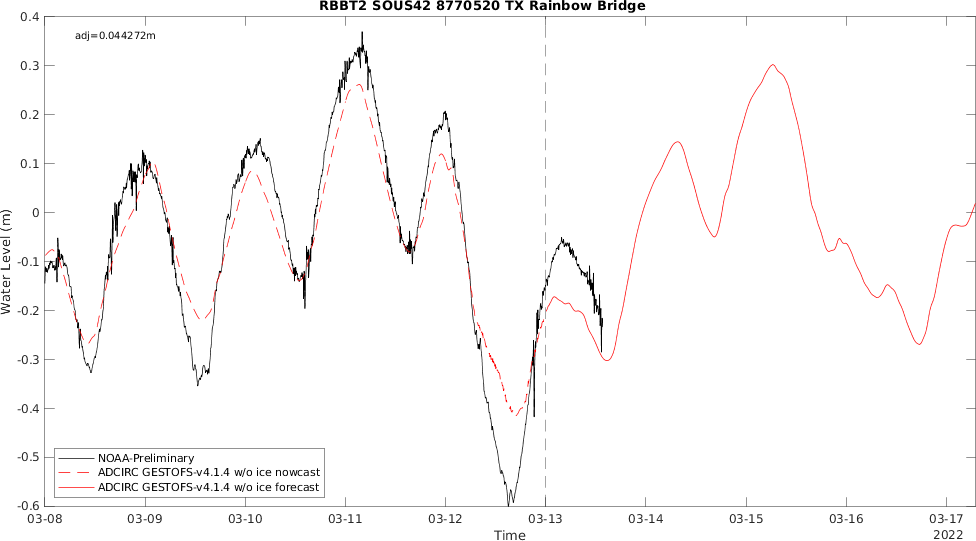 RBBT2 SOUS42 8770520 TX Rainbow Bridge
adj=0.044272m
0.4
0.3
0.2
0.1
0
-0.1
-0.2
-0.3
-0.4
-0.5
-0.6
Water Level (m)
NOAA-Preliminary
ADCIRC GESTOFS-v4.1.4 w/o ice nowcast
ADCIRC GESTOFS-v4.1.4 w/o ice forecast
03-08 03-09 03-10 03-11 03-12 03-13 03-14 03-15 03-16 03-17
Time
2022